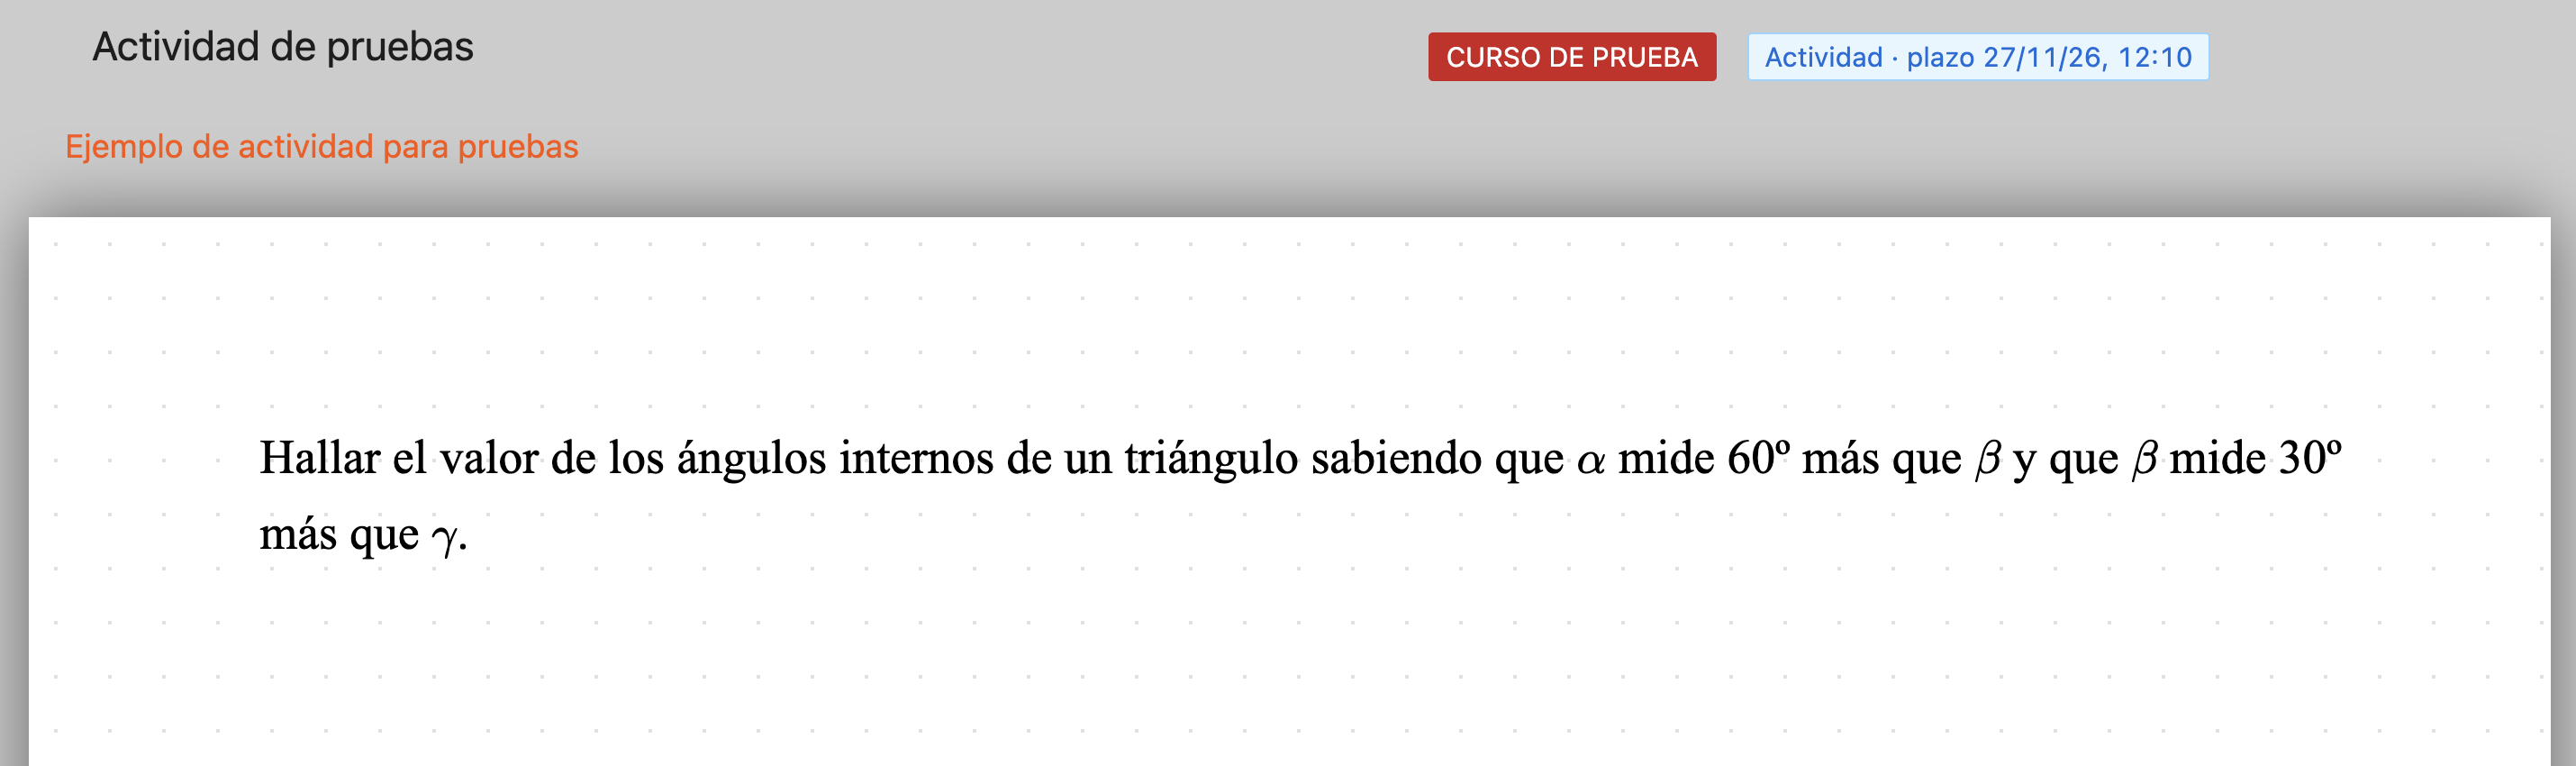 Actividad de pruebas
CURSO DE PRUEBA
Actividad · plazo 27/11/26, 12:10
Ejemplo de actividad para pruebas
Hallar el valor de los ángulos internos de un triángulo sabiendo que α mide 60º más que β y que β mide 30º
más que γ.